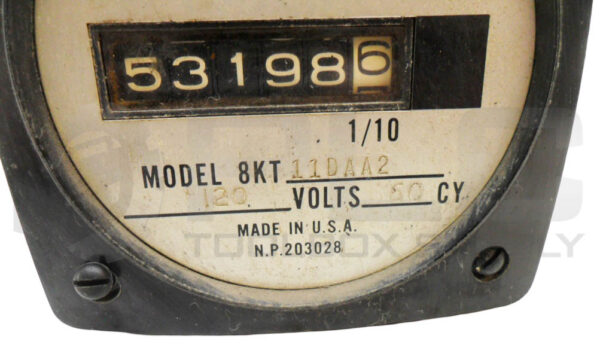 531986
1/10
MODEL 8KT 11DAA2
120 VOLTS 60 CY
MADE IN U.S.A.
N.P.203028